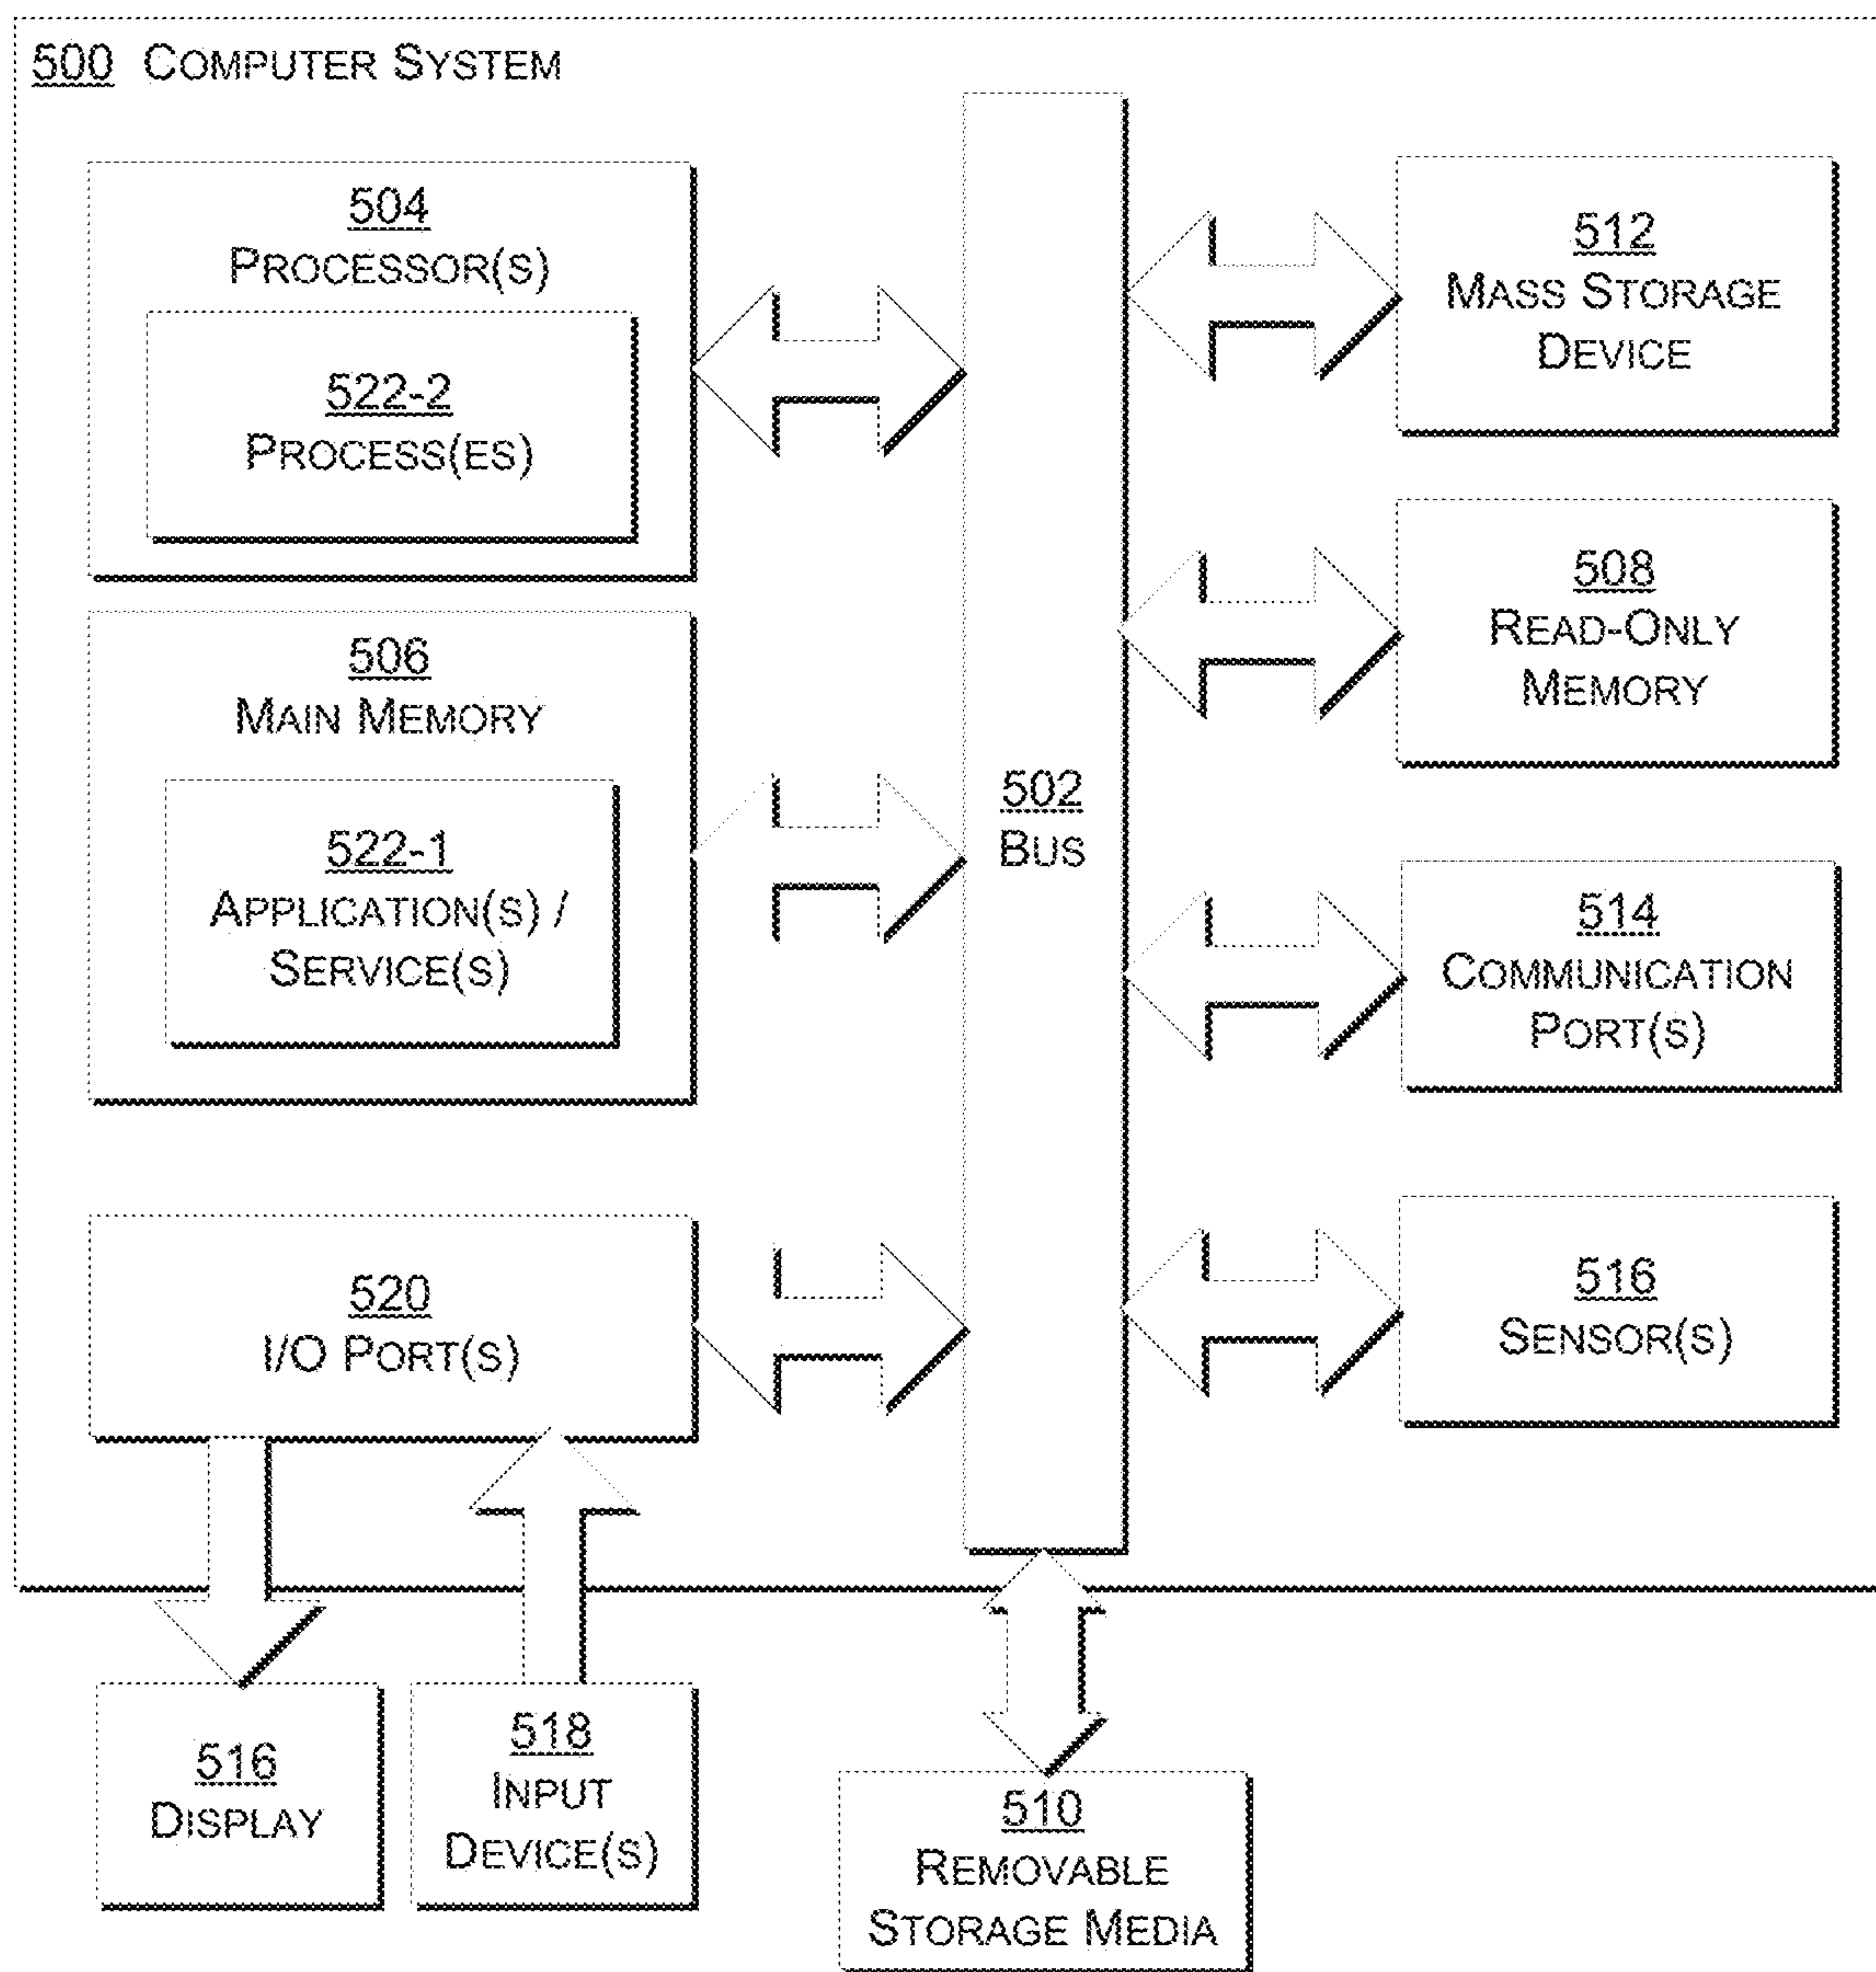 500 COMPUTER SYSTEM
504
PROCESSOR(S)
522-2
PROCESS(ES)
506
MAIN MEMORY
522-1
APPLICATION(S) /
SERVICE(S)
520
I/O PORT(S)
502
BUS
512
MASS STORAGE
DEVICE
508
READ-ONLY
MEMORY
514
COMMUNICATION
PORT(S)
516
SENSOR(S)
516
DISPLAY
518
INPUT
DEVICE(S)
510
REMOVABLE
STORAGE MEDIA